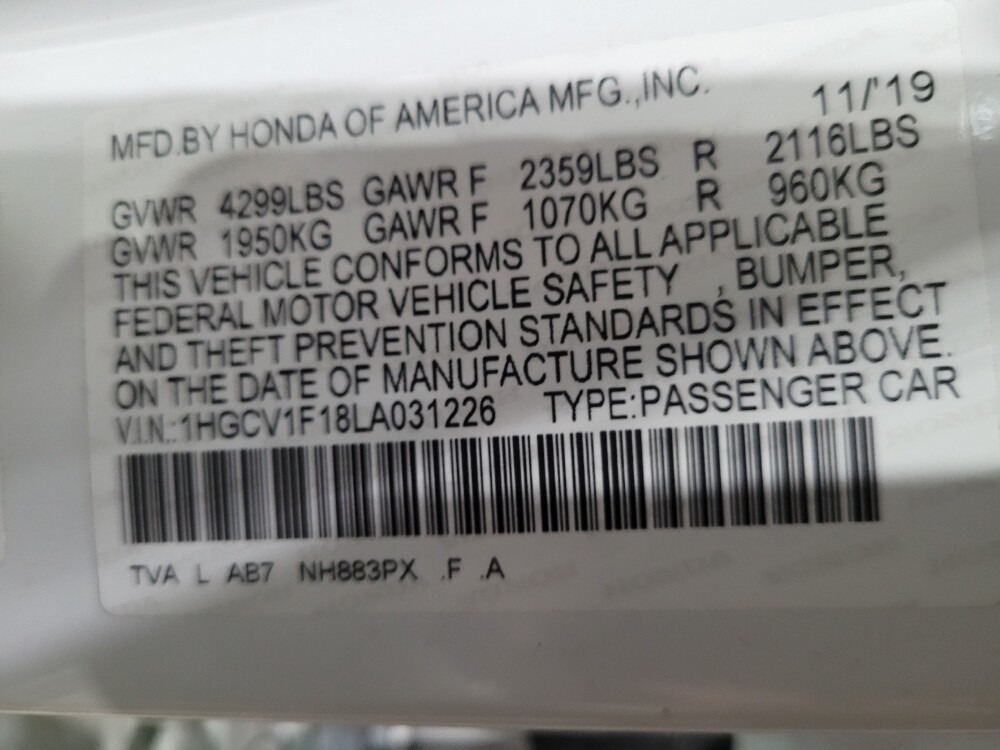 MFD.BY HONDA OF AMERICA MFG.,INC. 11/'19
GVWR 4299LBS GAWR F 2359LBS R 2116LBS
GVWR 1950KG GAWR F 1070KG R 960KG
THIS VEHICLE CONFORMS TO ALL APPLICABLE
FEDERAL MOTOR VEHICLE SAFETY , BUMPER,
AND THEFT PREVENTION STANDARDS IN EFFECT
ON THE DATE OF MANUFACTURE SHOWN ABOVE.
V.I.N.:1HGCV1F18LA031226 TYPE:PASSENGER CAR
TVA L AB7 NH883PX .F .A